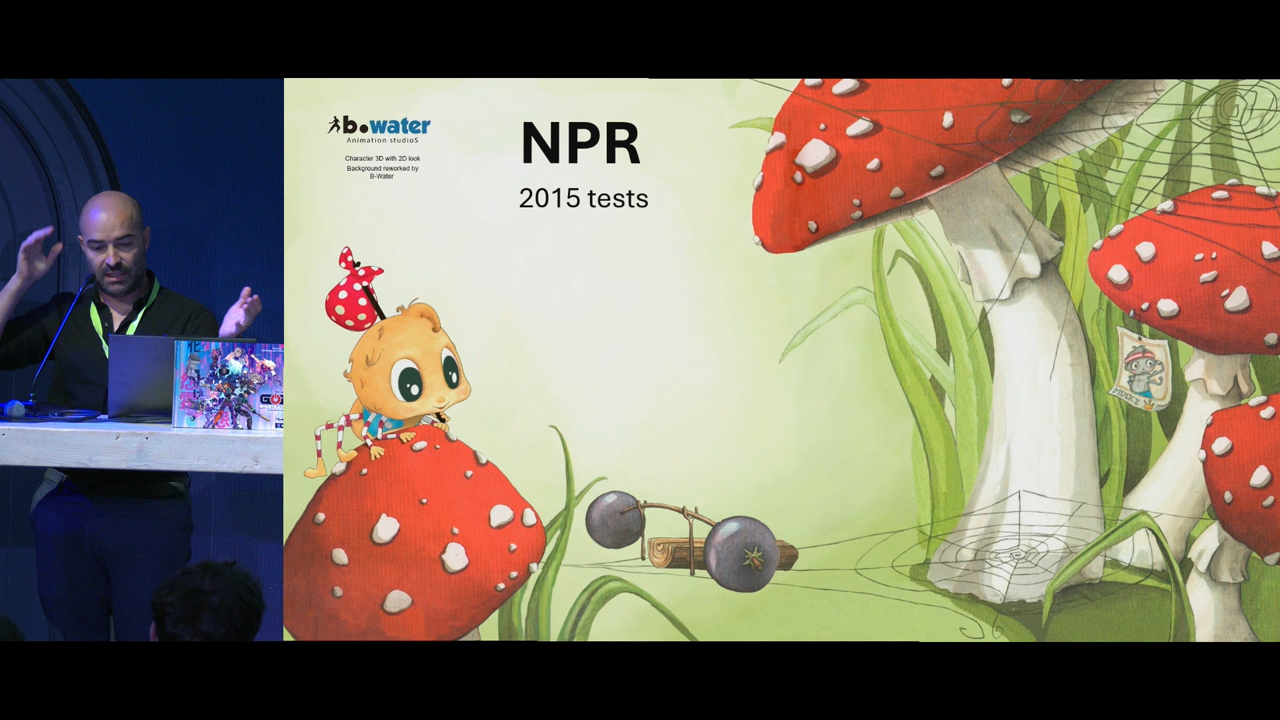 b.water
Animation studioS
Character 3D with 2D look
Background reworked by
B-Water
NPR
2015 tests